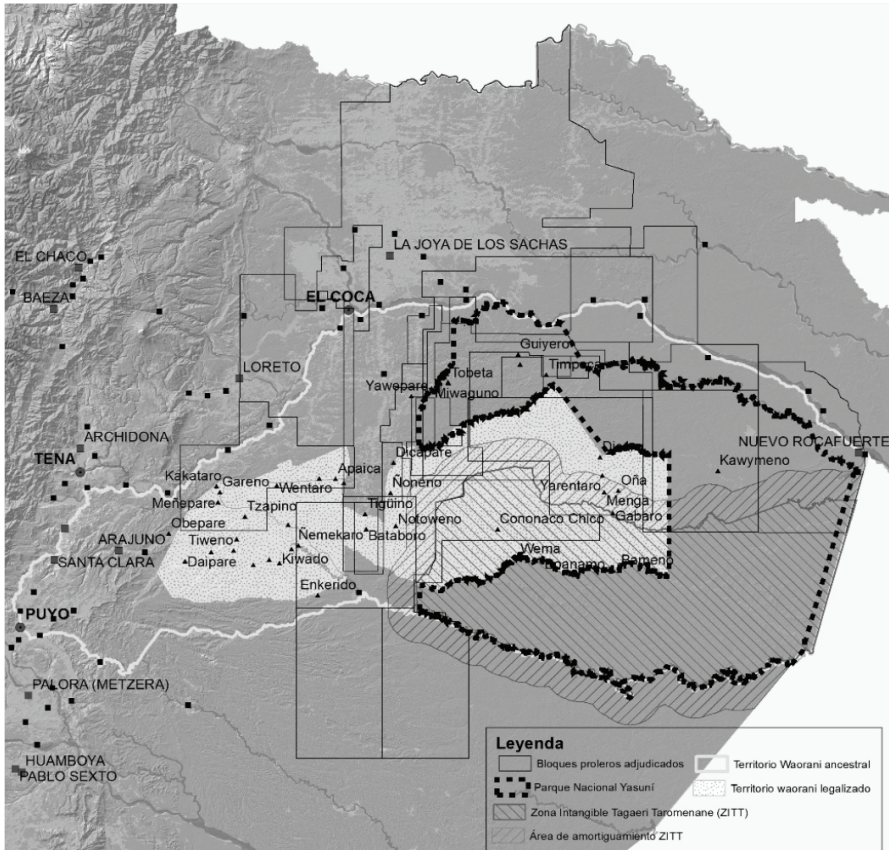 LA JOYA DE LOS SACHAS
EL CHACO
BAEZA
EL COCA
Guiyero
LORETO
Timpoca
Tobeta
Yawepare
Miwaguno
ARCHIDONA
NUEVO ROCAFUERTE
TENA
Dicapare
Kawymeno
Apaica
Kakataro
Gareno
Wentaro
Ñoneno
Yarentaro
Oña
Meñepare
Menga
Tzapino
Tigüino
Gabaro
Obepare
Notoweno
Cononaco Chico
ARAJUNO
Tiweno
Ñemekaro
Bataboro
Wema
SANTA CLARA
Daipare
Kiwado
Boanamo
Bameno
Enkerido
PUYO
PALORA (METZERA)
HUAMBOYA
PABLO SEXTO
Leyenda
Bloques proleros adjudicados
Territorio Waorani ancestral
Parque Nacional Yasuní
Territorio waorani legalizado
Zona Intangible Tagaeri Taromenane (ZITT)
Área de amortiguamiento ZITT